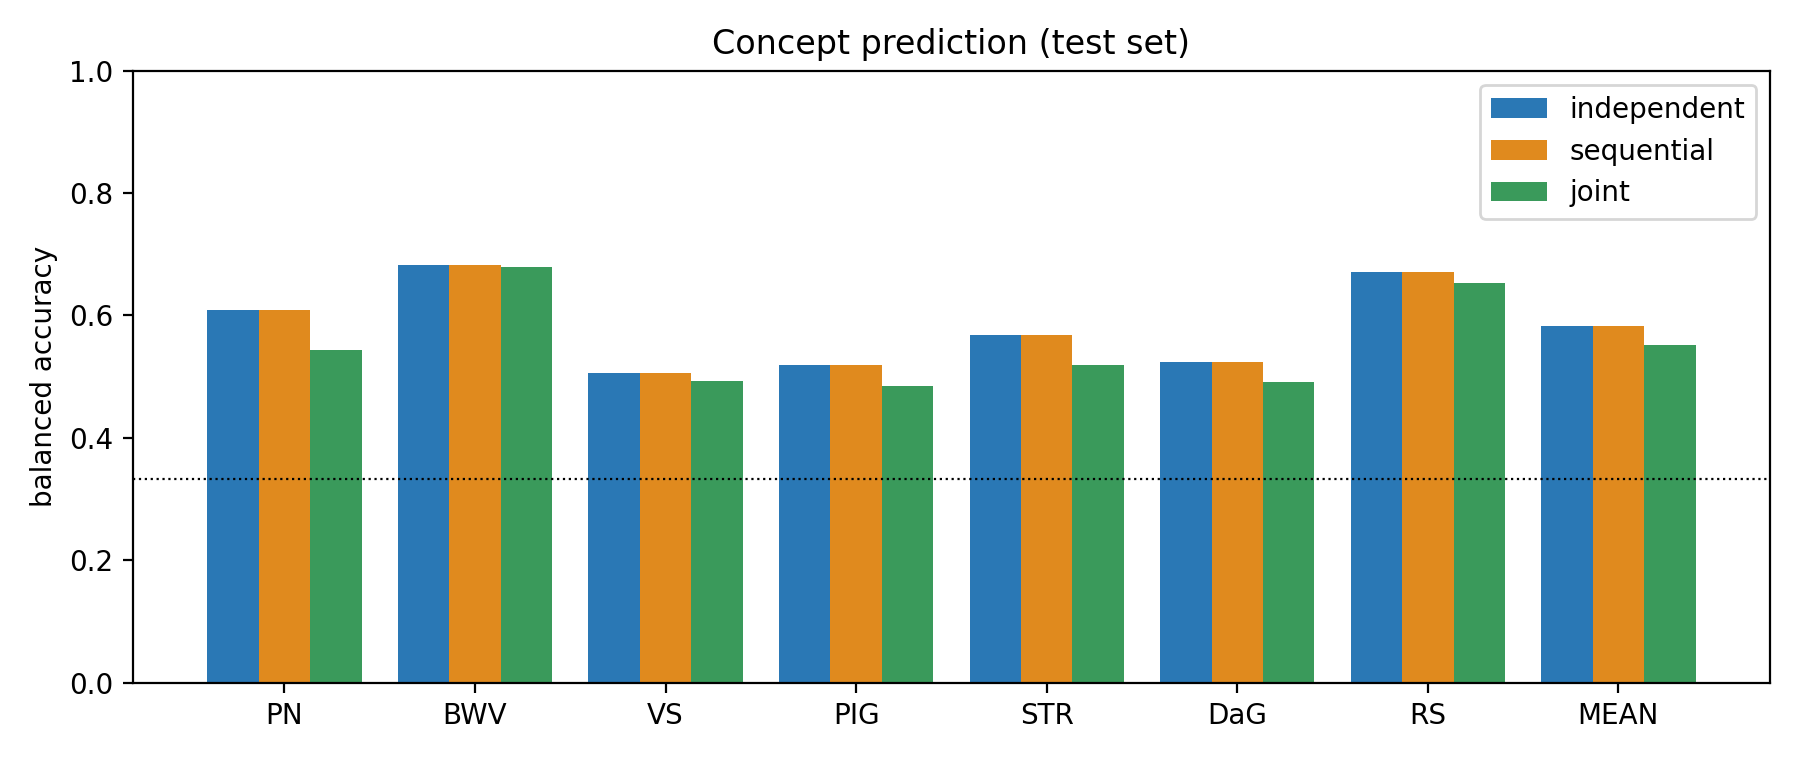 Concept prediction (test set)
1.0
0.8
0.6
0.4
0.2
0.0
balanced accuracy
independent
sequential
joint
PN
BWV
VS
PIG
STR
DaG
RS
MEAN